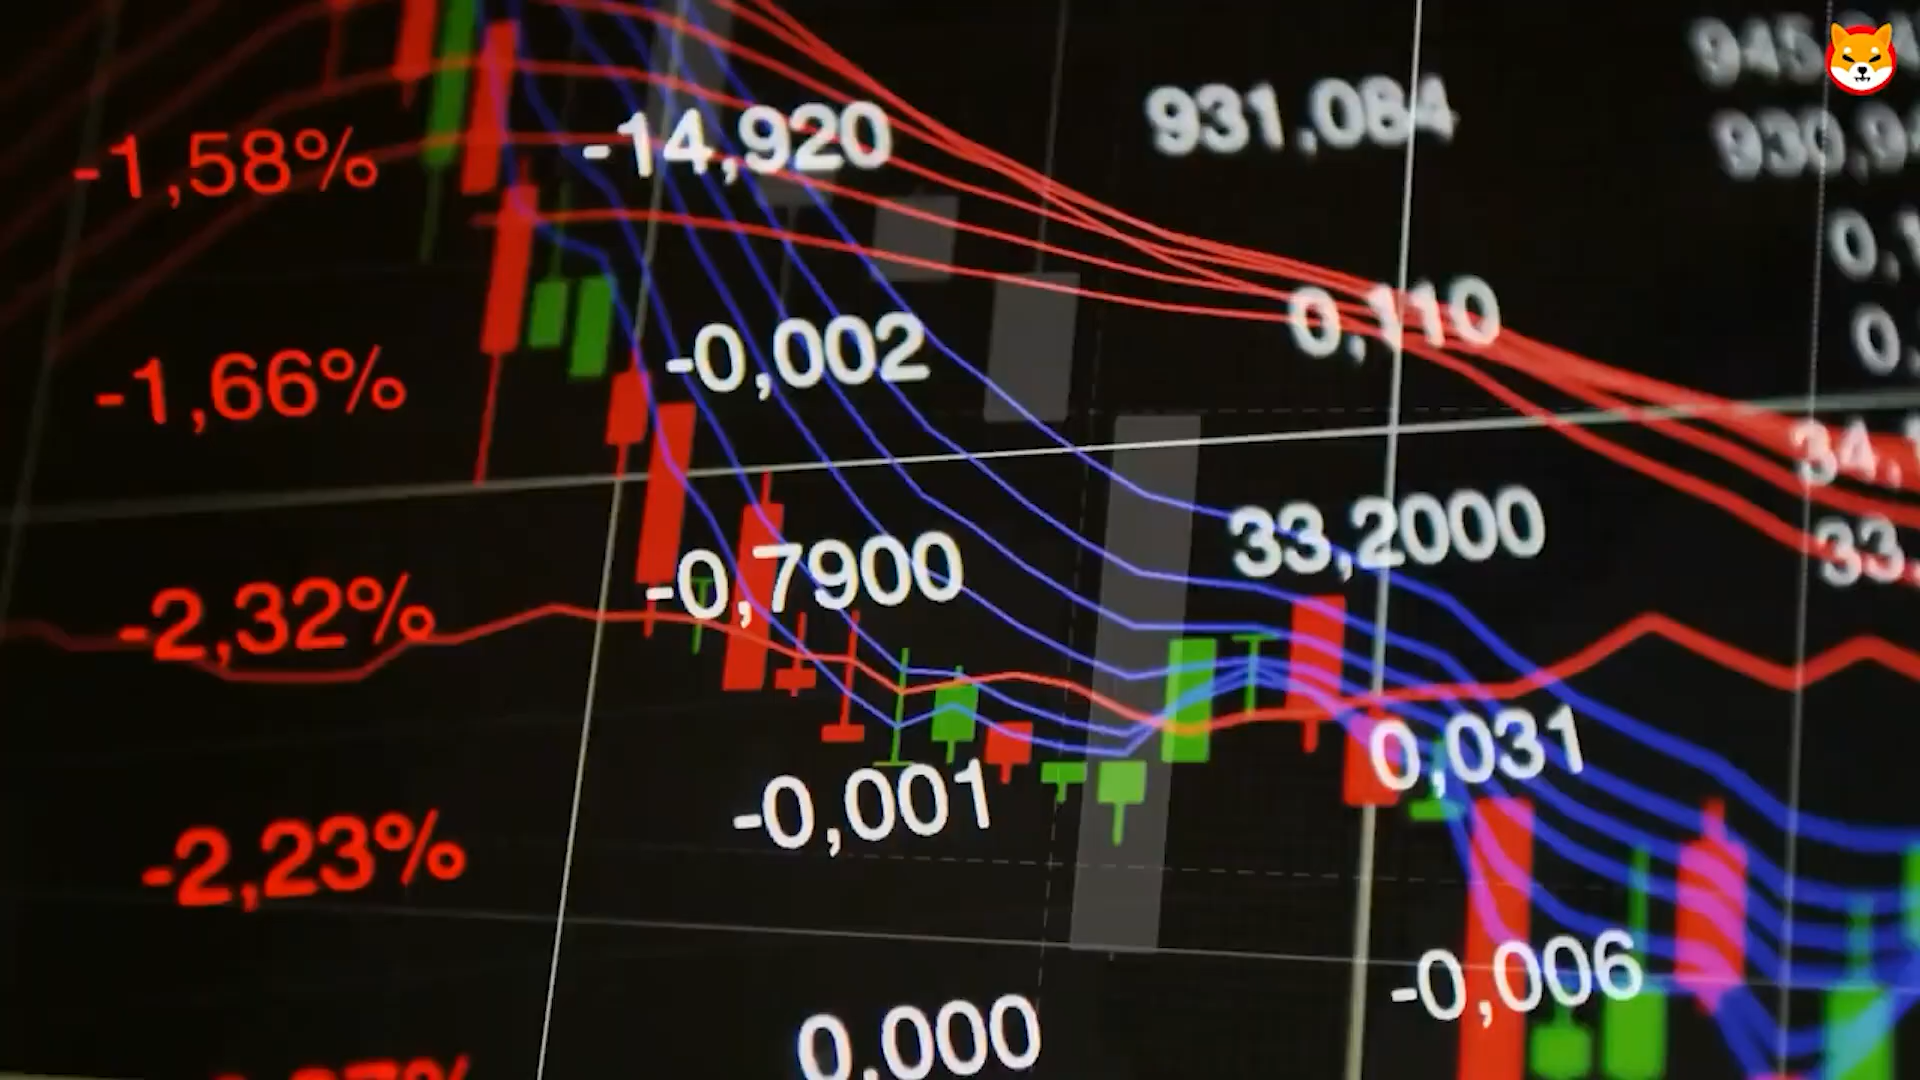 -1,58% -14,920 931,084
-1,66% -0,002 0,110
-2,32% -0,7900 33,2000
-2,23% -0,001 0,031
0,000 -0,006